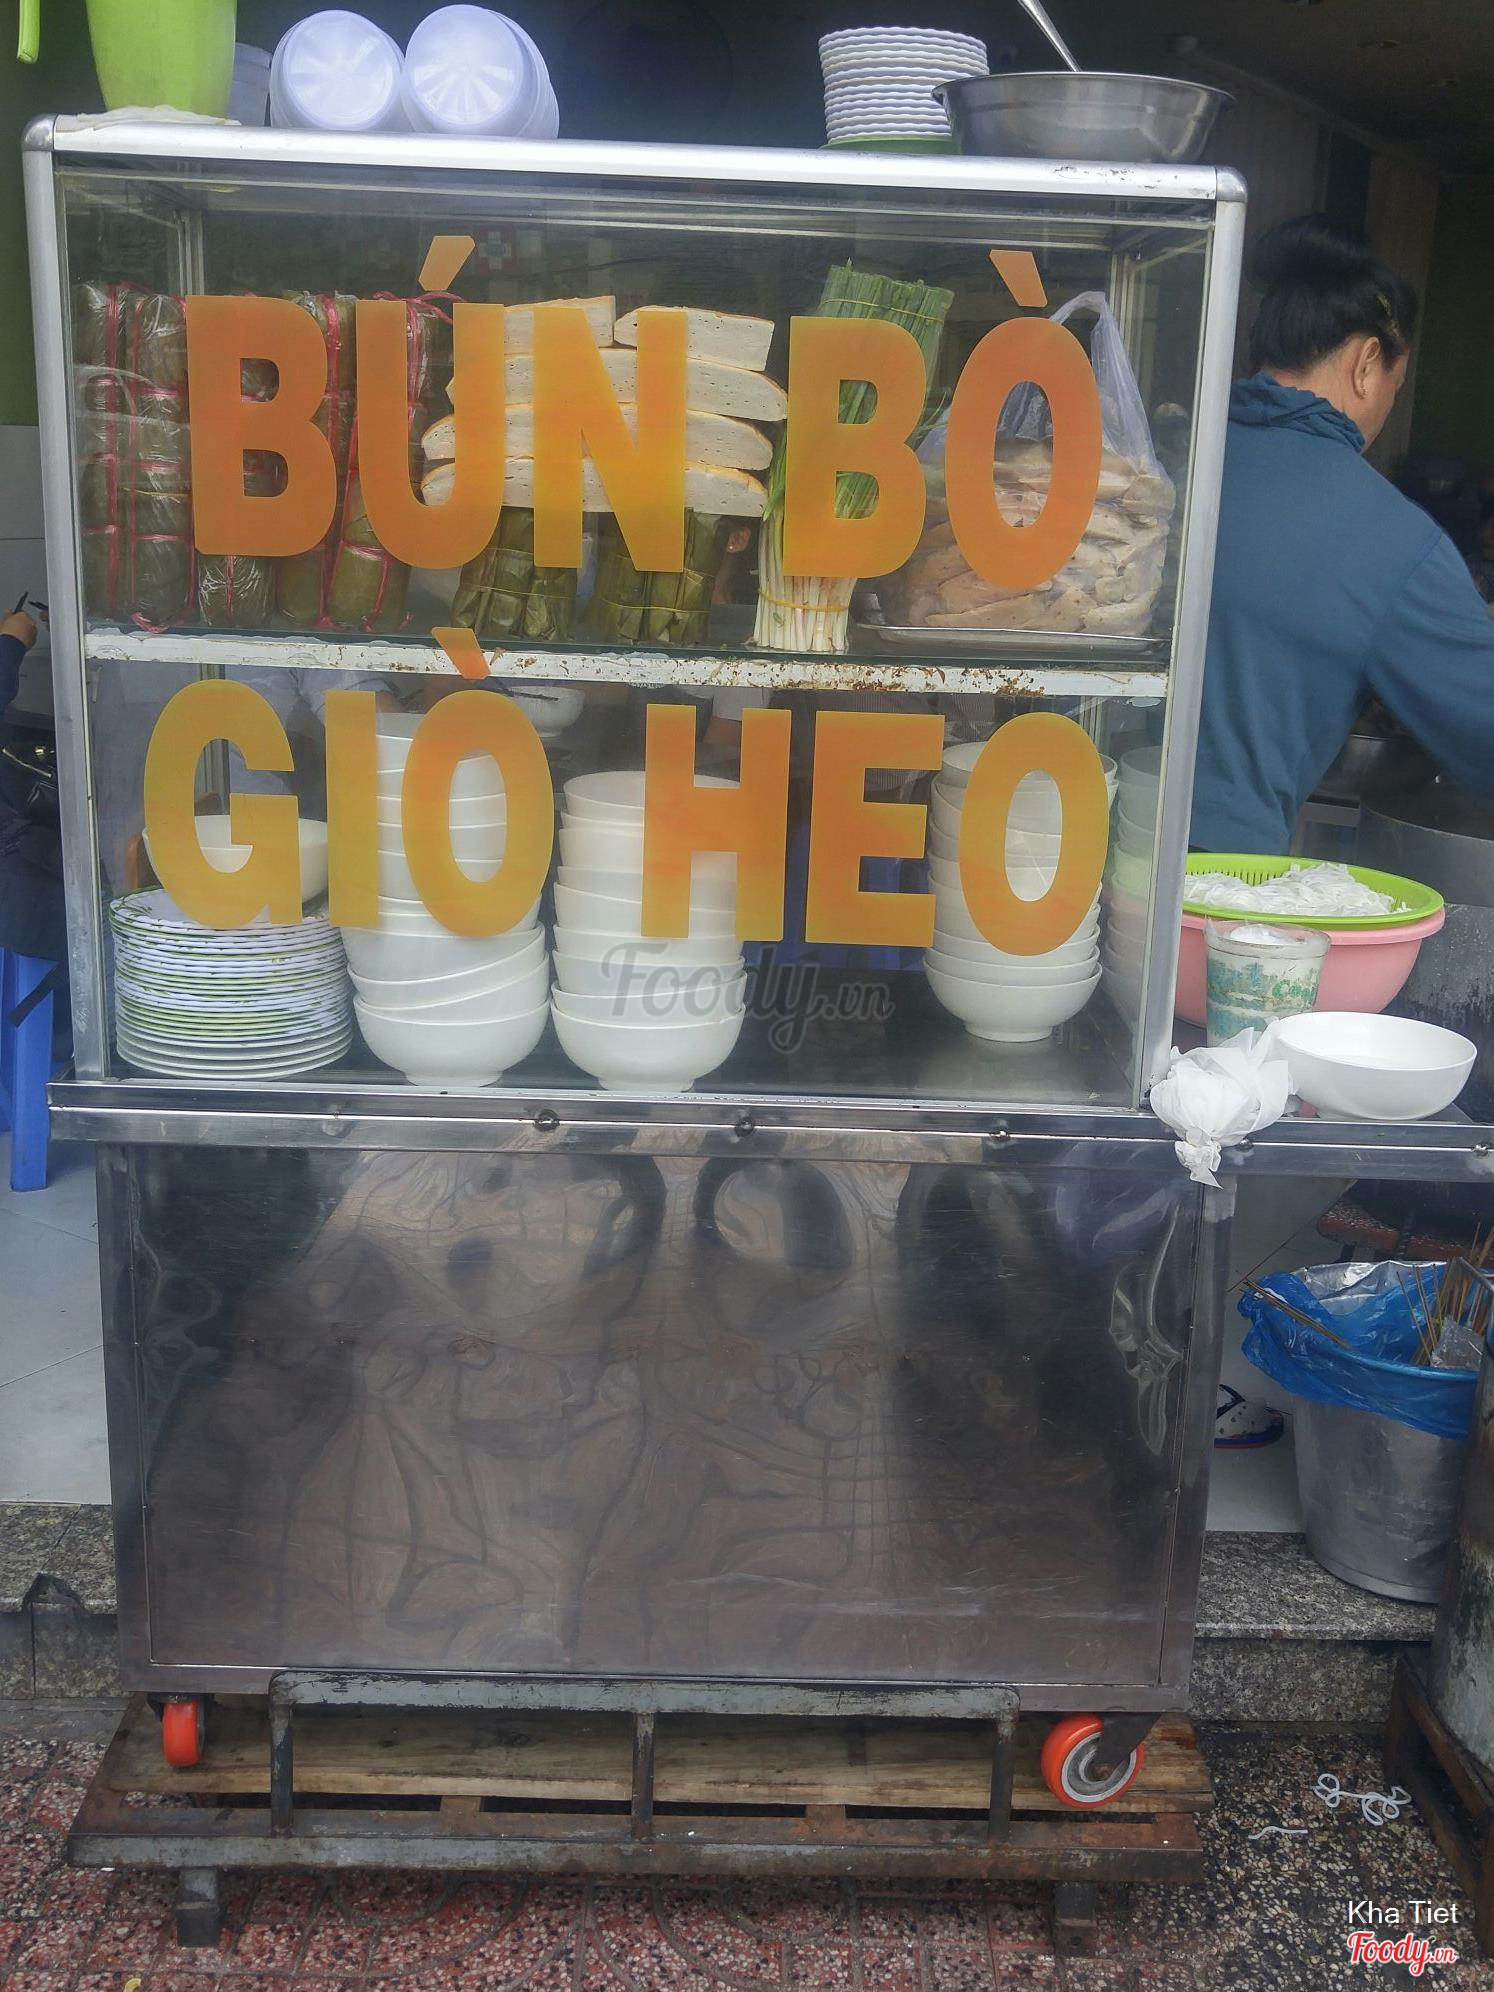 BÚN BÒ
GIÒ HEO
Foody.vn
Kha Tiet
Foody.vn